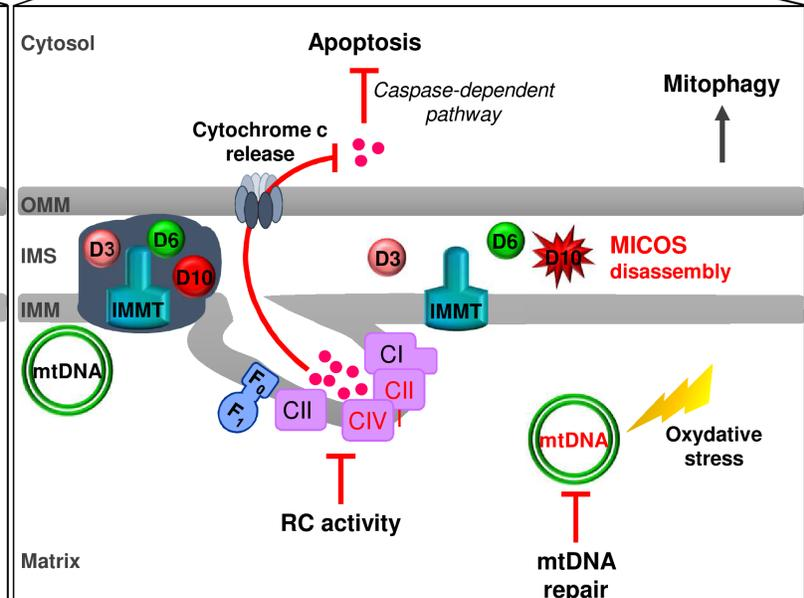 Cytosol
Apoptosis
Caspase-dependent
pathway
Mitophagy
Cytochrome c
release
OMM
IMS
D3
D6
D10
IMMT
D3
D6
D10
MICOS
disassembly
IMM
IMMT
mtDNA
F0
F1
CII
CI
CII
I
CIV
mtDNA
Oxydative
stress
RC activity
Matrix
mtDNA
repair